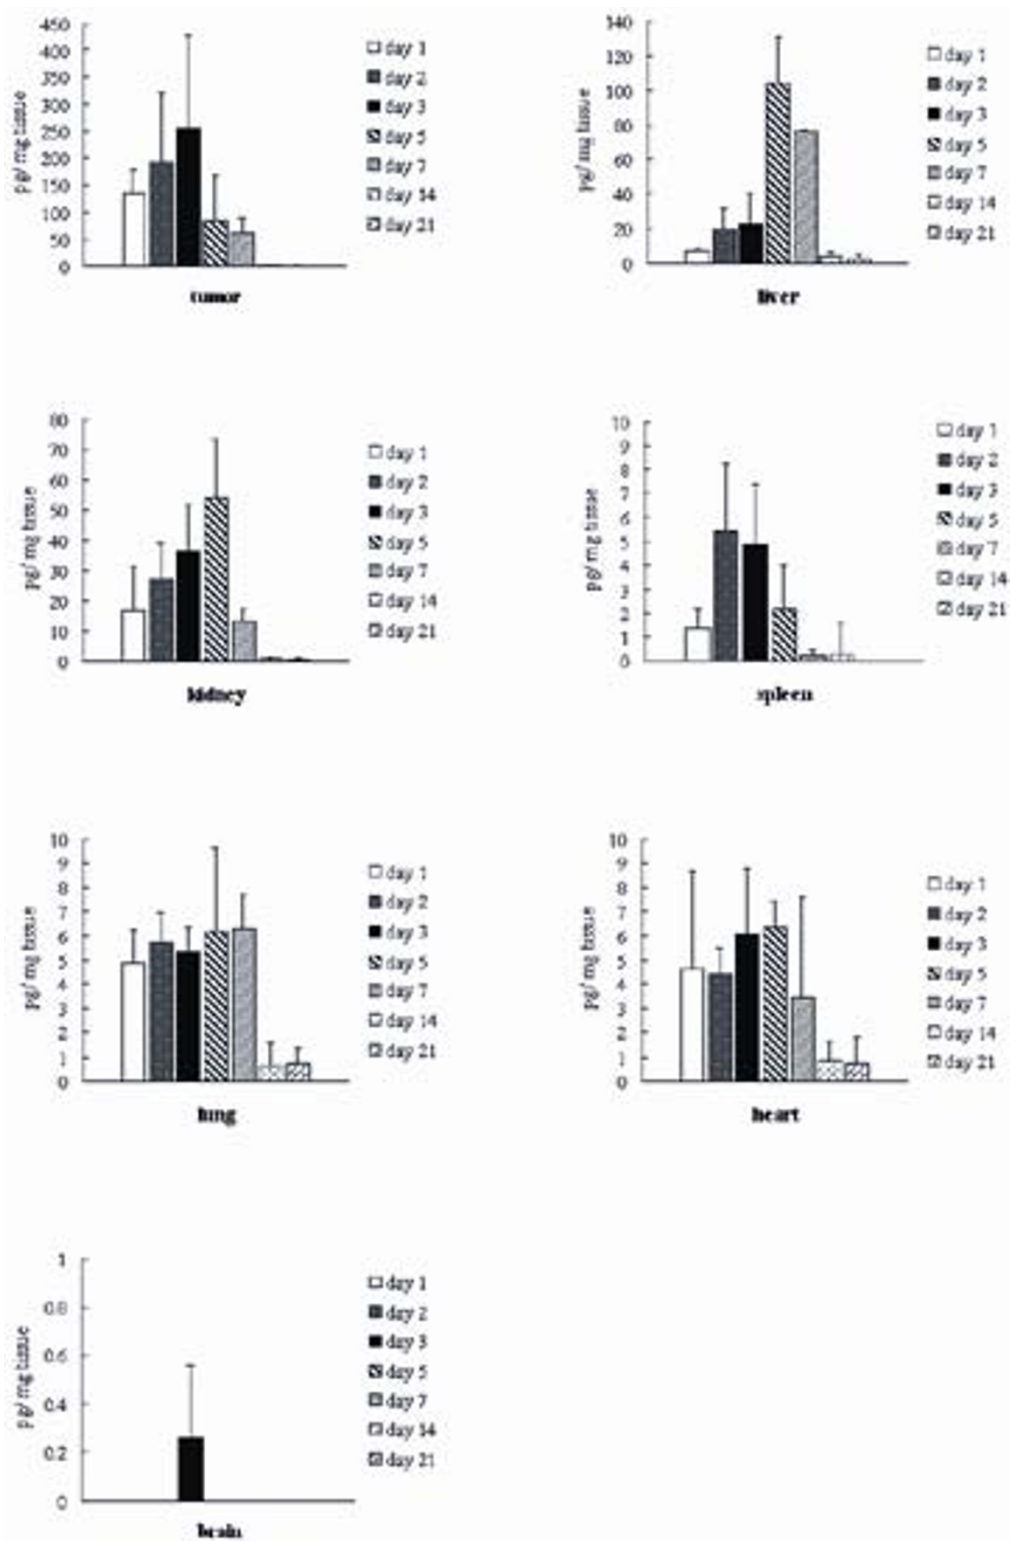 450
400
350
300
250
200
150
100
50
0
pg/ mg tissue
tumor
day 1
day 2
day 3
day 5
day 7
day 14
day 21
140
120
100
80
60
40
20
0
pg/ mg tissue
liver
day 1
day 2
day 3
day 5
day 7
day 14
day 21
80
70
60
50
40
30
20
10
0
pg/ mg tissue
kidney
day 1
day 2
day 3
day 5
day 7
day 14
day 21
10
9
8
7
6
5
4
3
2
1
0
pg/ mg tissue
spleen
day 1
day 2
day 3
day 5
day 7
day 14
day 21
10
9
8
7
6
5
4
3
2
1
0
pg/ mg tissue
lung
day 1
day 2
day 3
day 5
day 7
day 14
day 21
10
9
8
7
6
5
4
3
2
1
0
pg/ mg tissue
heart
day 1
day 2
day 3
day 5
day 7
day 14
day 21
1
0.8
0.6
0.4
0.2
0
pg/ mg tissue
brain
day 1
day 2
day 3
day 5
day 7
day 14
day 21